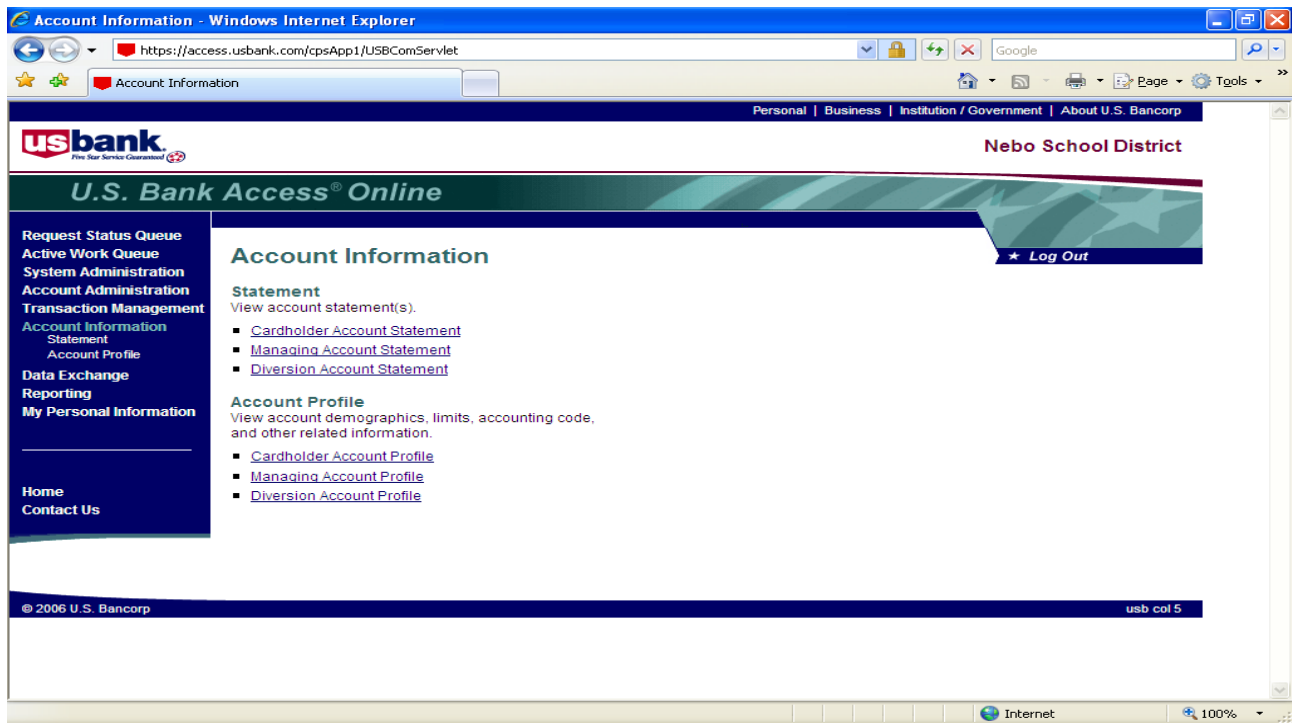 Account Information - Windows Internet Explorer
https://access.usbank.com/cpsApp1/USBComServlet
Google
Account Information
Page
Tools
Personal | Business | Institution / Government | About U.S. Bancorp
usbank.
Five Star Service Guaranteed
Nebo School District
U.S. Bank Access® Online
Log Out
Request Status Queue
Active Work Queue
System Administration
Account Administration
Transaction Management
Account Information
Statement
Account Profile
Data Exchange
Reporting
My Personal Information
Home
Contact Us
Account Information
Statement
View account statement(s).
Cardholder Account Statement
Managing Account Statement
Diversion Account Statement
Account Profile
View account demographics, limits, accounting code,
and other related information.
Cardholder Account Profile
Managing Account Profile
Diversion Account Profile
© 2006 U.S. Bancorp
usb col 5
Internet
100%